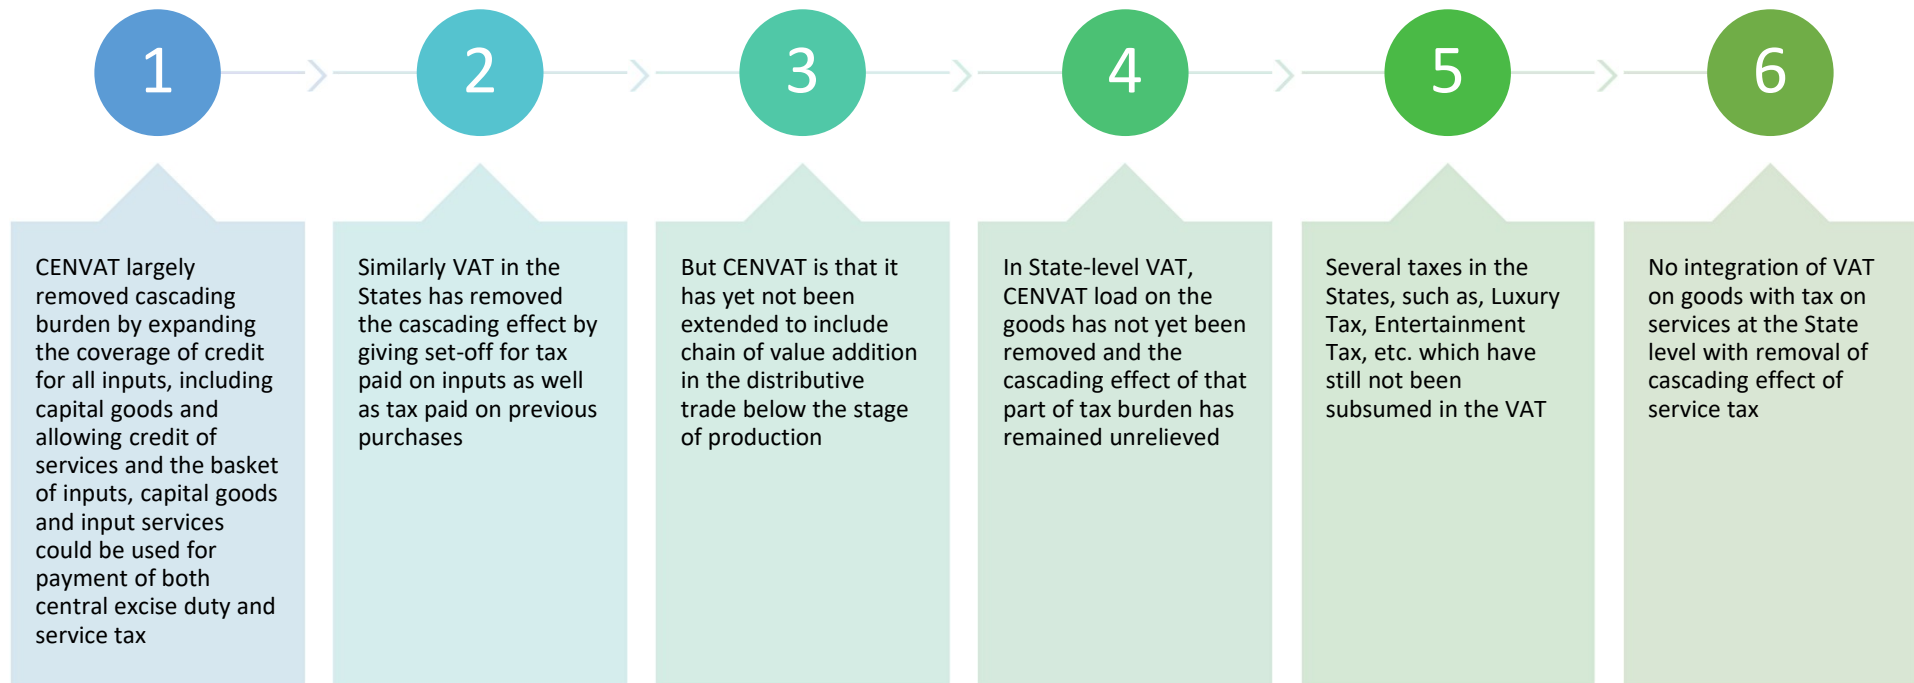 1
2
3
4
5
6
CENVAT largely
removed cascading
burden by expanding
the coverage of credit
for all inputs, including
capital goods and
allowing credit of
services and the basket
of inputs, capital goods
and input services
could be used for
payment of both
central excise duty and
service tax
Similarly VAT in the
States has removed
the cascading effect by
giving set-off for tax
paid on inputs as well
as tax paid on previous
purchases
But CENVAT is that it
has yet not been
extended to include
chain of value addition
in the distributive
trade below the stage
of production
In State-level VAT,
CENVAT load on the
goods has not yet been
removed and the
cascading effect of that
part of tax burden has
remained unrelieved
Several taxes in the
States, such as, Luxury
Tax, Entertainment
Tax, etc. which have
still not been
subsumed in the VAT
No integration of VAT
on goods with tax on
services at the State
level with removal of
cascading effect of
service tax